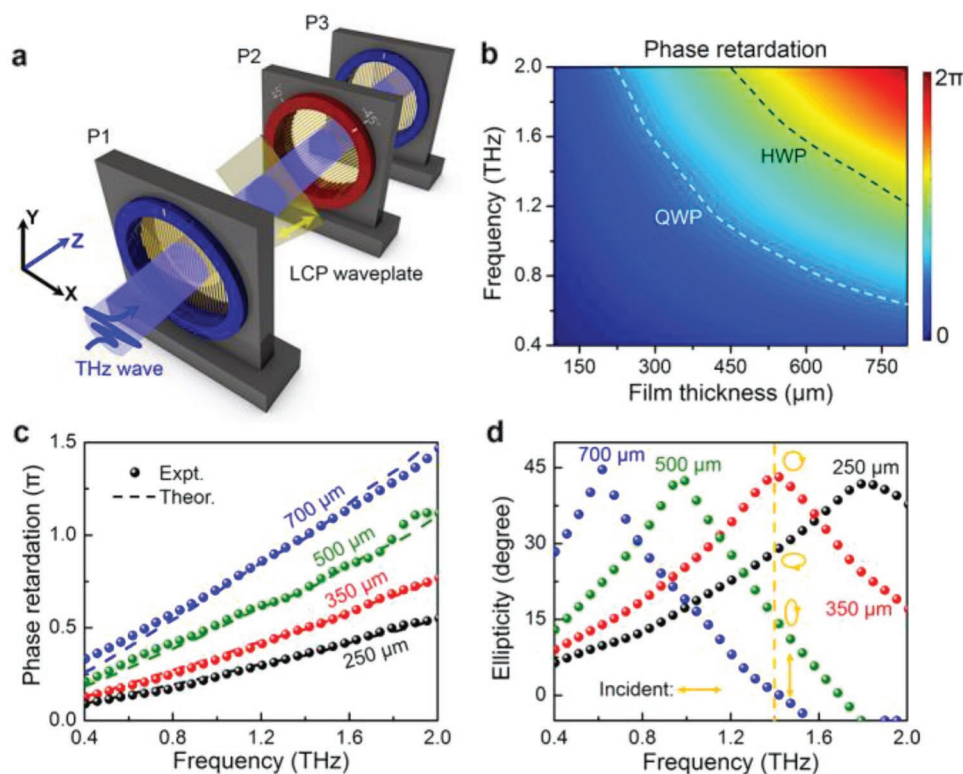 a
P1
P2
P3
45°
-45°
Y
Z
X
LCP waveplate
THz wave
b
Phase retardation
Frequency (THz)
2.0
1.6
1.2
0.8
0.4
150
300
450
600
750
Film thickness (µm)
QWP
HWP
2π
0
c
Phase retardation (π)
1.5
1.0
0.5
0.0
Expt.
Theor.
700 µm
500 µm
350 µm
250 µm
0.4
0.8
1.2
1.6
2.0
Frequency (THz)
d
Ellipticity (degree)
45
30
15
0
700 µm
500 µm
250 µm
350 µm
Incident:
0.4
0.8
1.2
1.6
2.0
Frequency (THz)